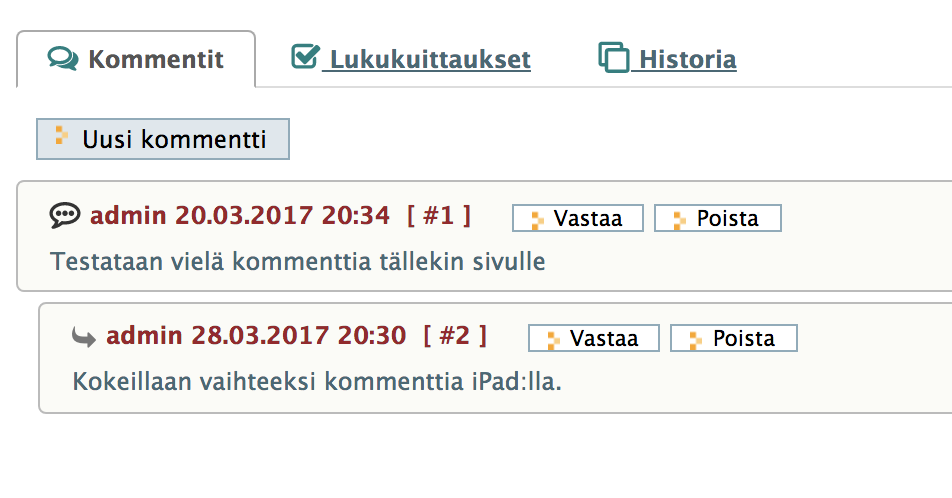 Kommentit Lukukuittaukset Historia
Uusi kommentti
admin 20.03.2017 20:34 [ #1 ] Vastaa Poista
Testataan vielä kommenttia tällekin sivulle
admin 28.03.2017 20:30 [ #2 ] Vastaa Poista
Kokeillaan vaihteeksi kommenttia iPad:lla.